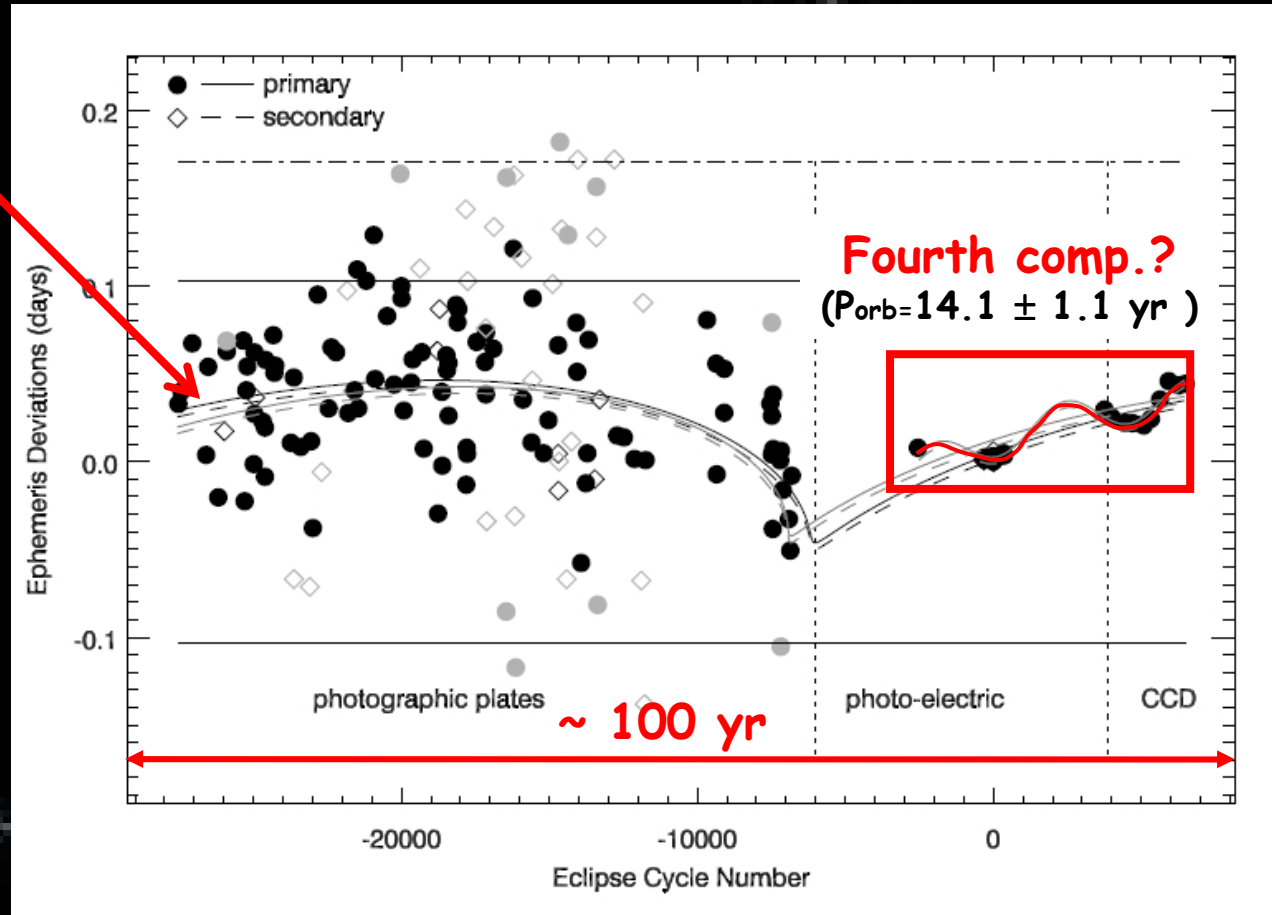 primary
secondary
0.2
0.1
0.0
-0.1
Ephemeris Deviations (days)
Fourth comp.?
(Porb=14.1 ± 1.1 yr )
photographic plates
photo-electric
CCD
~ 100 yr
-20000
-10000
0
Eclipse Cycle Number